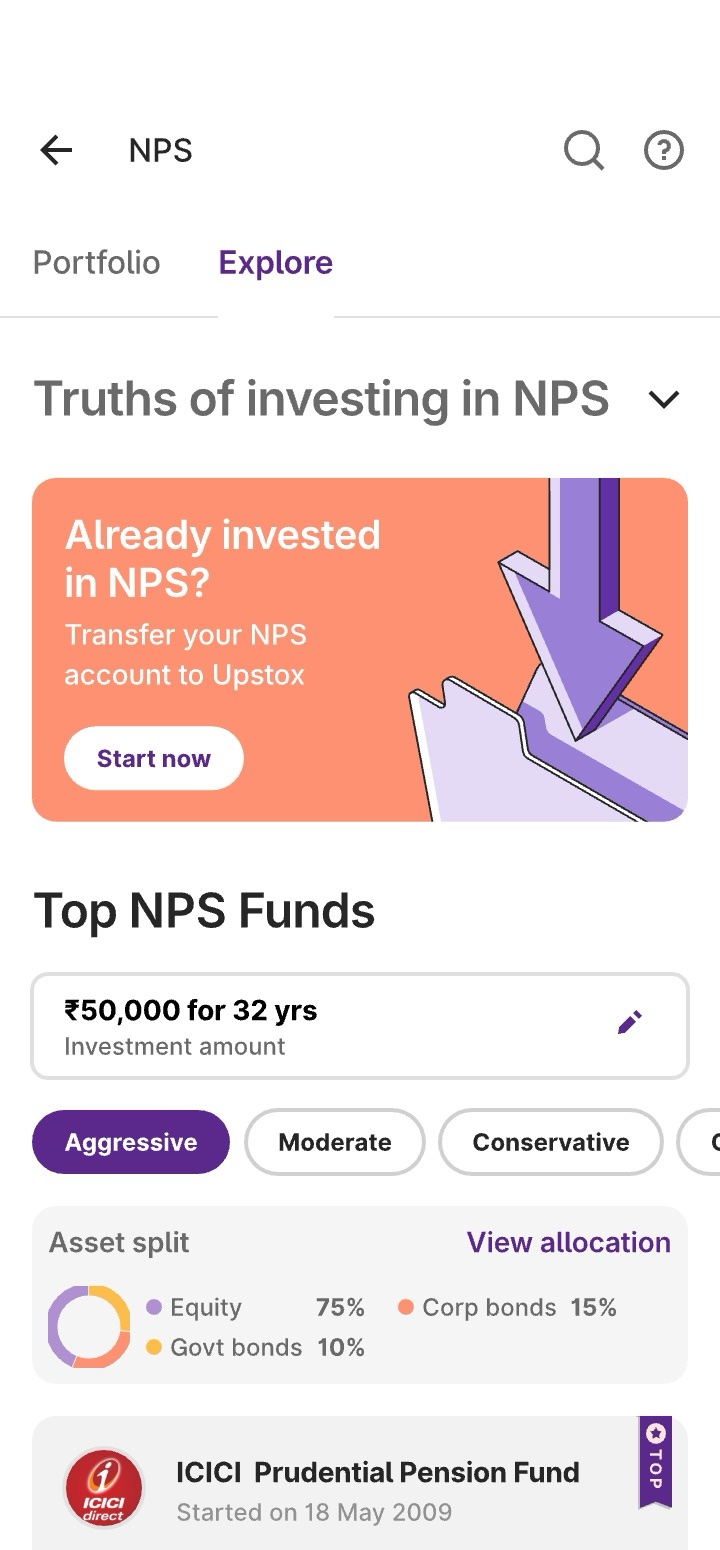 NPS
?
Portfolio Explore
Truths of investing in NPS
Already invested
in NPS?
Transfer your NPS
account to Upstox
Start now
Top NPS Funds
₹50,000 for 32 yrs
Investment amount
Aggressive Moderate Conservative
Asset split View allocation
Equity 75% Corp bonds 15%
Govt bonds 10%
TOP
i
ICICI
direct
ICICI Prudential Pension Fund
Started on 18 May 2009